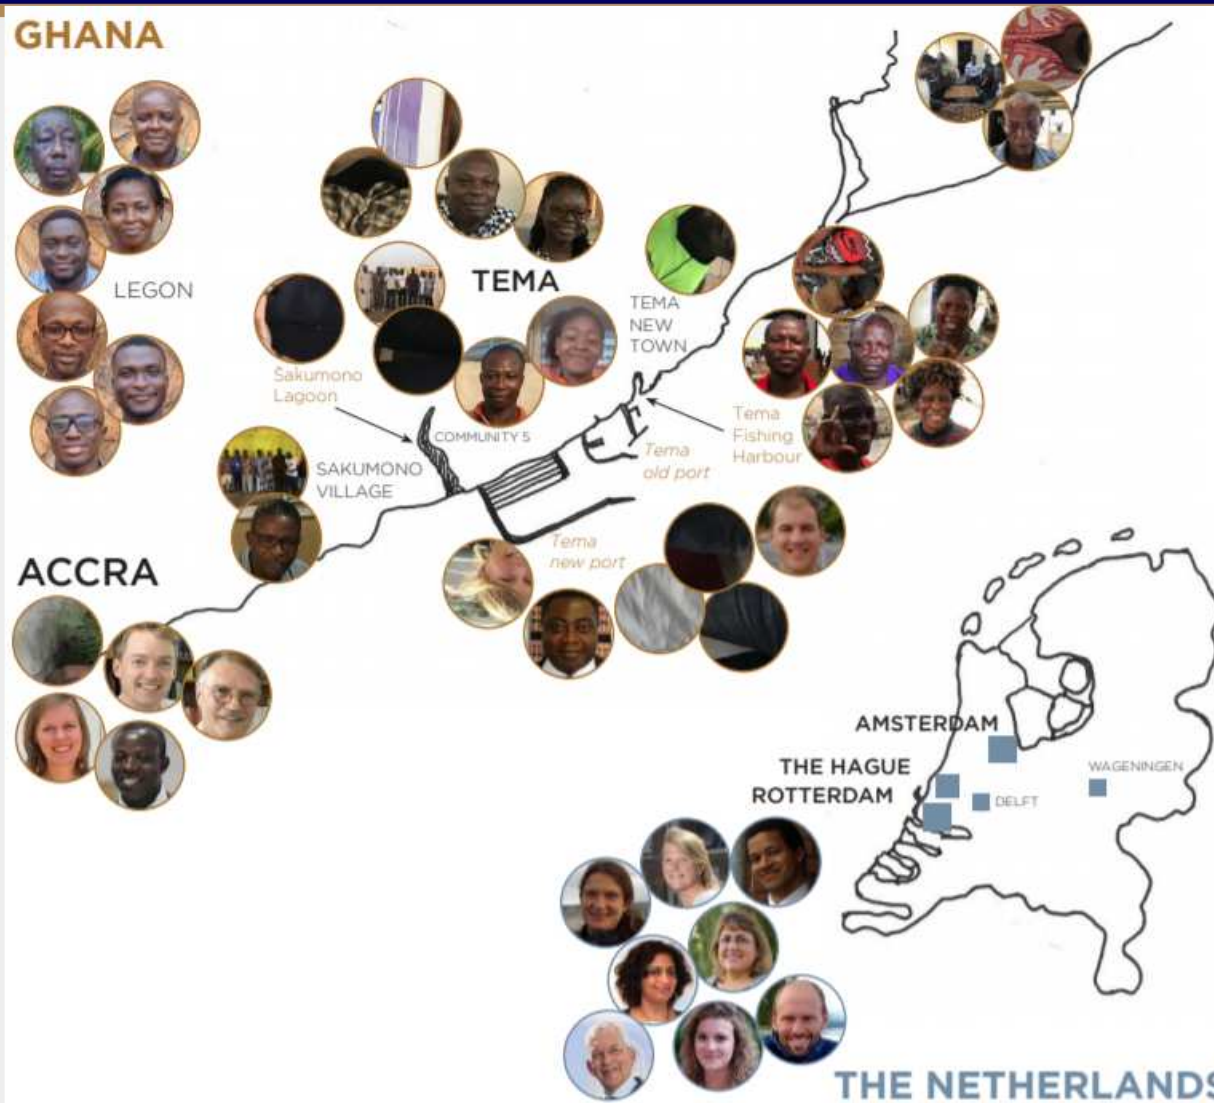 GHANA
LEGON
TEMA
TEMA
NEW
TOWN
Sakumono
Lagoon
COMMUNITY 5
SAKUMONO
VILLAGE
Tema
Fishing
Harbour
Tema
old port
Tema
new port
ACCRA
AMSTERDAM
THE HAGUE
WAGENINGEN
ROTTERDAM
DELFT
THE NETHERLANDS